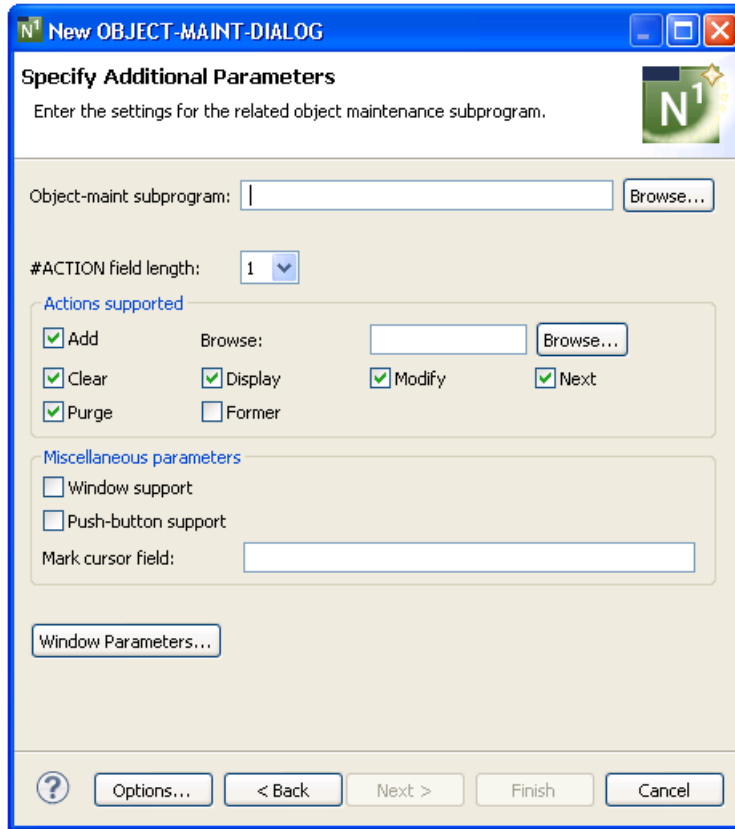 N1 New OBJECT-MAINT-DIALOG
Specify Additional Parameters
Enter the settings for the related object maintenance subprogram.
N1
Object-maint subprogram: Browse...
#ACTION field length: 1
Actions supported
Add Browse: Browse...
Clear Display Modify Next
Purge Former
Miscellaneous parameters
Window support
Push-button support
Mark cursor field:
Window Parameters...
? Options... < Back Next > Finish Cancel